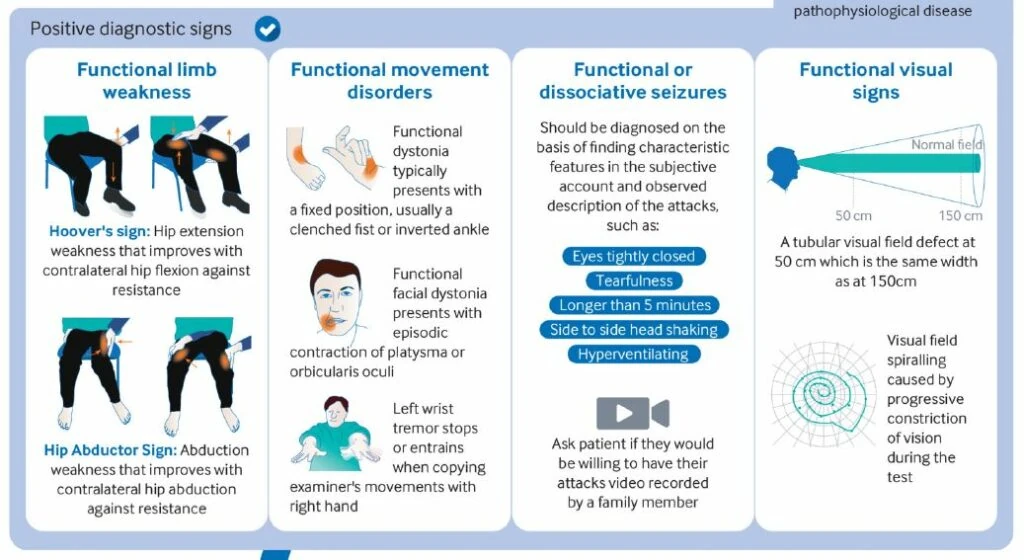 pathophysiological disease
Positive diagnostic signs
Functional limb
weakness
Hoover's sign: Hip extension
weakness that improves with
contralateral hip flexion against
resistance
Hip Abductor Sign: Abduction
weakness that improves with
contralateral hip abduction
against resistance
Functional movement
disorders
Functional
dystonia
typically
presents with
a fixed position, usually a
clenched fist or inverted ankle
Functional
facial dystonia
presents with
episodic
contraction of platysma or
orbicularis oculi
Left wrist
tremor stops
or entrains
when copying
examiner's movements with
right hand
Functional or
dissociative seizures
Should be diagnosed on the
basis of finding characteristic
features in the subjective
account and observed
description of the attacks,
such as:
Eyes tightly closed
Tearfulness
Longer than 5 minutes
Side to side head shaking
Hyperventilating
Ask patient if they would
be willing to have their
attacks video recorded
by a family member
Functional visual
signs
Normal field
50 cm
150 cm
A tubular visual field defect at
50 cm which is the same width
as at 150cm
Visual field
spiralling
caused by
progressive
constriction
of vision
during the
test